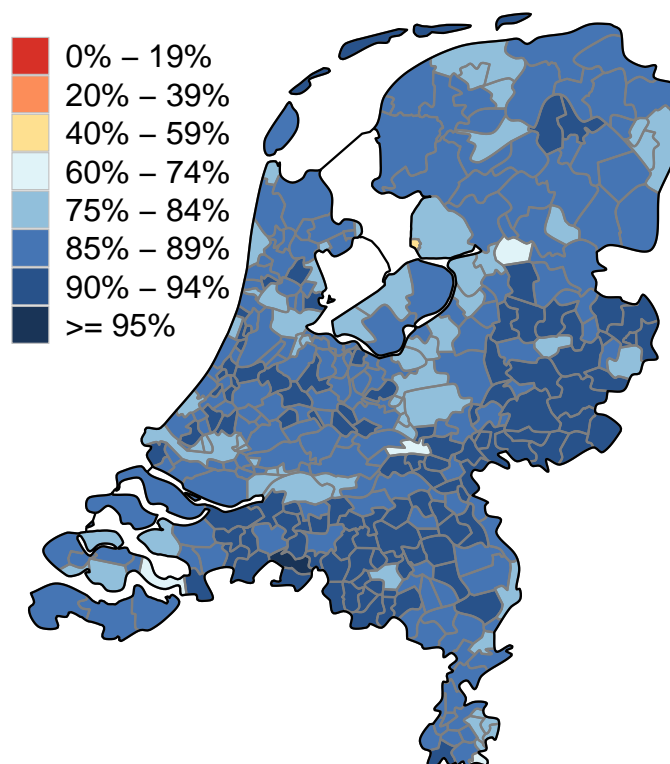 0% – 19%
20% – 39%
40% – 59%
60% – 74%
75% – 84%
85% – 89%
90% – 94%
>= 95%